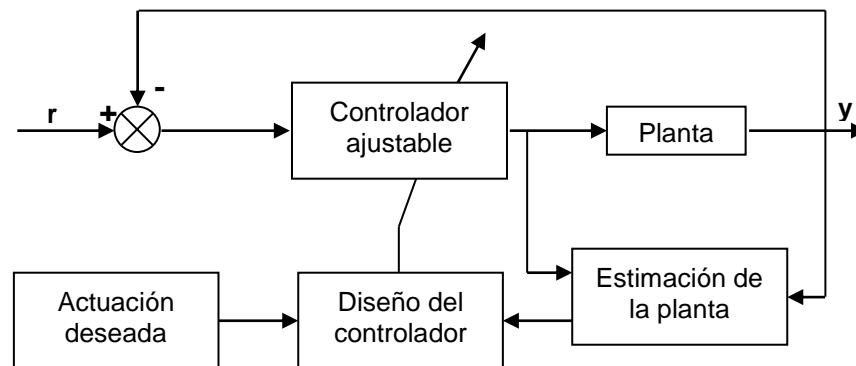 -
r
+
Controlador
ajustable
Planta
y
Actuación
deseada
Diseño del
controlador
Estimación de
la planta